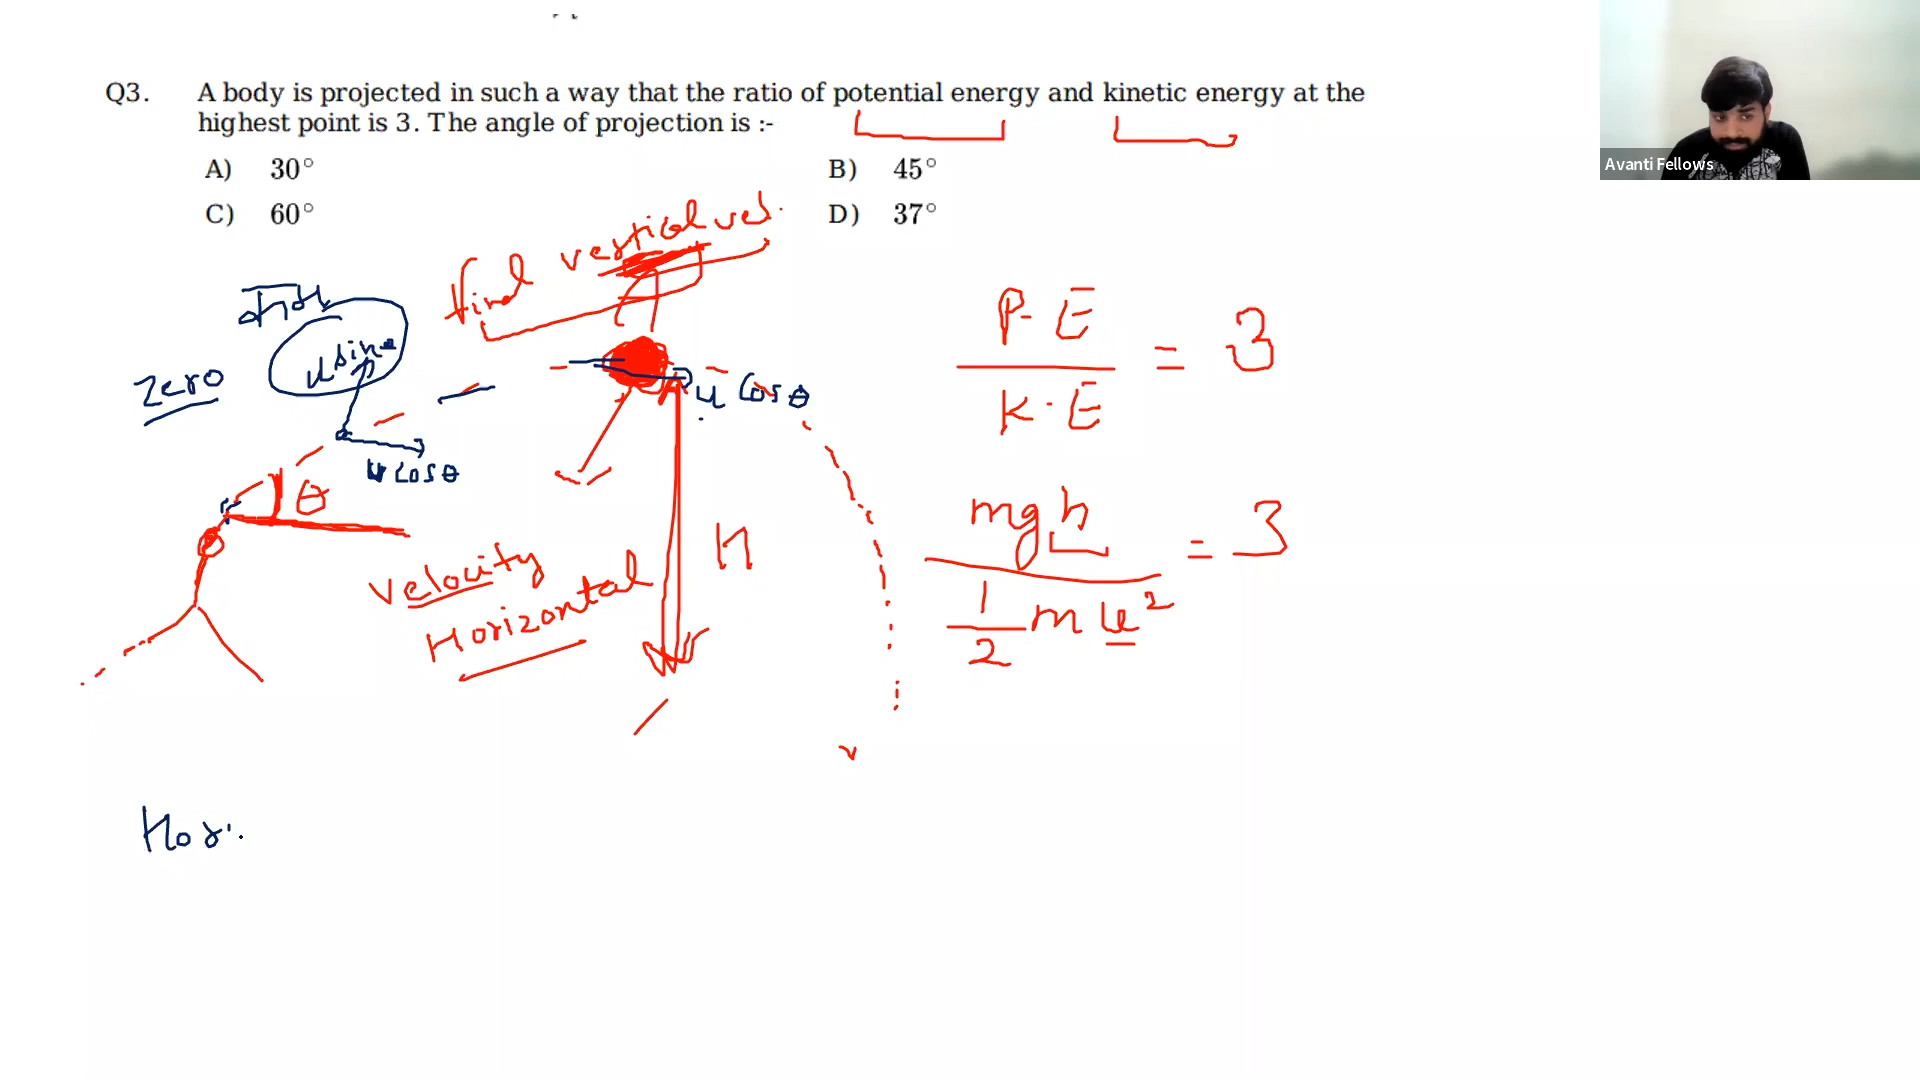 Q3. A body is projected in such a way that the ratio of potential energy and kinetic energy at the
highest point is 3. The angle of projection is :-
A) 30° B) 45°
C) 60° D) 37°
Avanti Fellows
final vertical vel.
u sinθ
zero
u cosθ
u cosθ
θ
H
velocity
Horizontal
P.E
K.E
= 3
mgh
1/2 m u²
= 3
Hor.